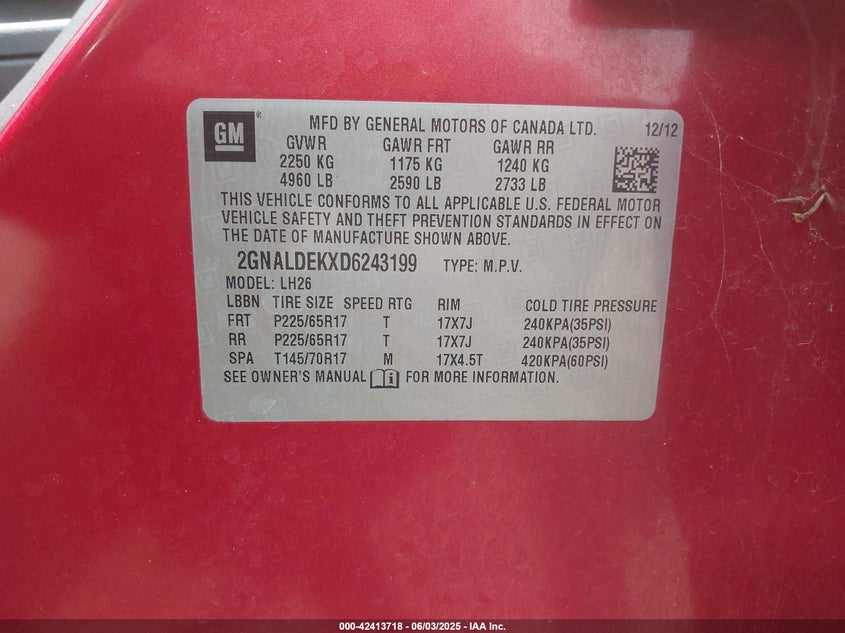 GM ®
MFD BY GENERAL MOTORS OF CANADA LTD. 12/12
GVWR GAWR FRT GAWR RR
2250 KG 1175 KG 1240 KG
4960 LB 2590 LB 2733 LB
THIS VEHICLE CONFORMS TO ALL APPLICABLE U.S. FEDERAL MOTOR
VEHICLE SAFETY AND THEFT PREVENTION STANDARDS IN EFFECT ON
THE DATE OF MANUFACTURE SHOWN ABOVE.
2GNALDEKXD6243199 TYPE: M.P.V.
MODEL: LH26
LBBN TIRE SIZE SPEED RTG RIM COLD TIRE PRESSURE
FRT P225/65R17 T 17X7J 240KPA(35PSI)
RR P225/65R17 T 17X7J 240KPA(35PSI)
SPA T145/70R17 M 17X4.5T 420KPA(60PSI)
SEE OWNER'S MANUAL FOR MORE INFORMATION.
000-42413718 - 06/03/2025 - IAA Inc.